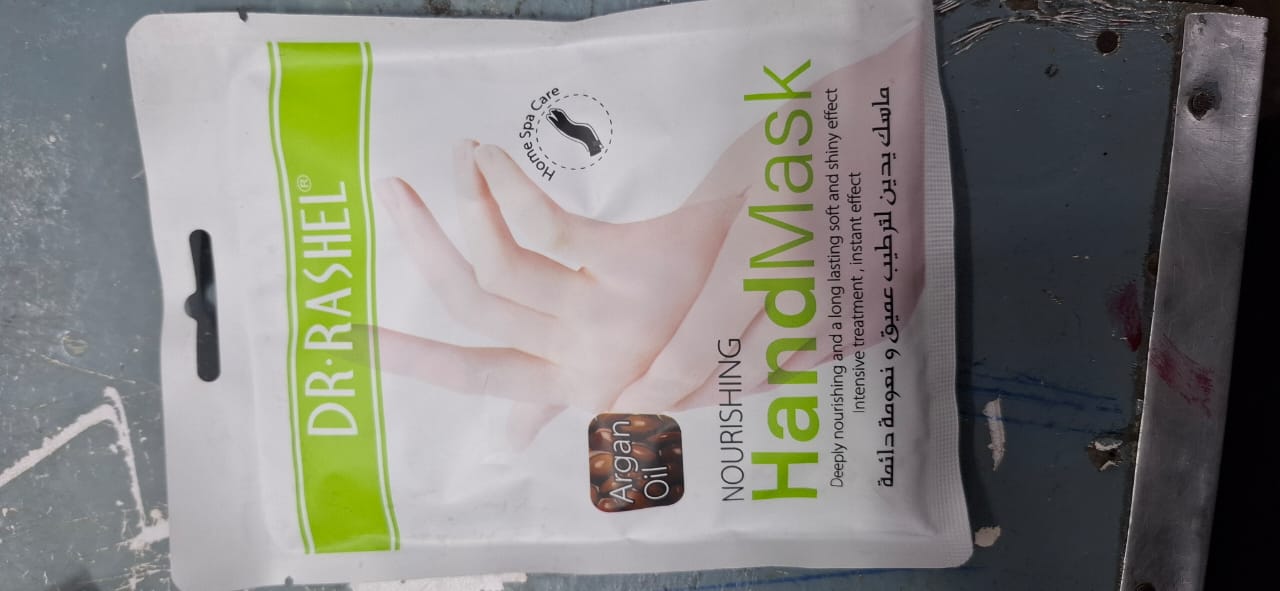 DR·RASHEL®
Home Spa Care
Argan
Oil
NOURISHING
HandMask
Deeply nourishing and a long lasting soft and shiny effect
Intensive treatment , instant effect
ماسك يدين لترطيب عميق و نعومة دائمة